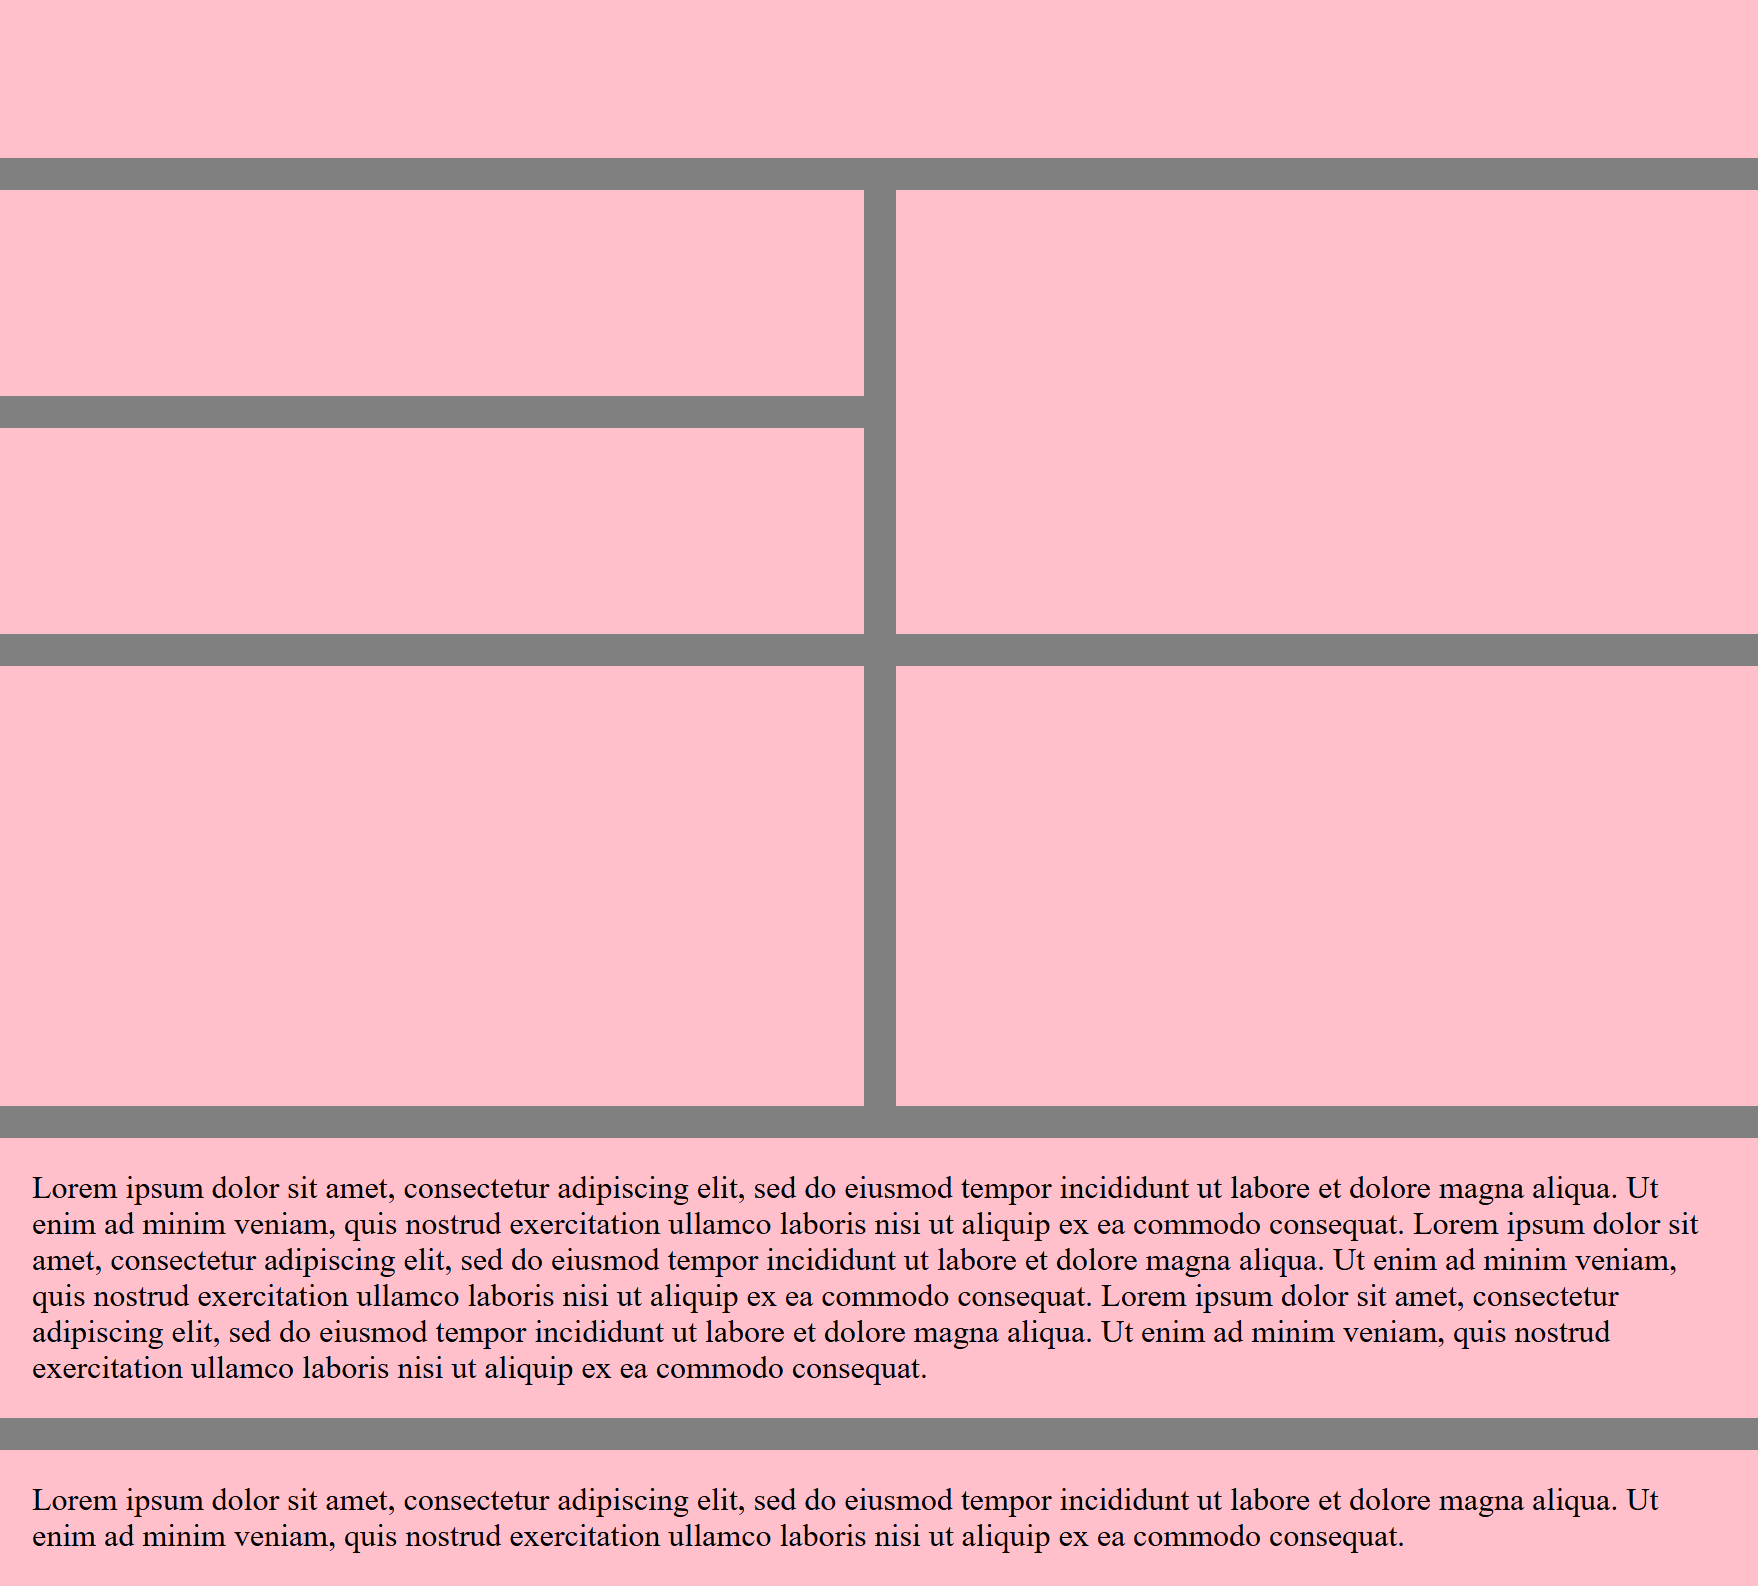 Lorem ipsum dolor sit amet, consectetur adipiscing elit, sed do eiusmod tempor incididunt ut labore et dolore magna aliqua. Ut
enim ad minim veniam, quis nostrud exercitation ullamco laboris nisi ut aliquip ex ea commodo consequat. Lorem ipsum dolor sit
amet, consectetur adipiscing elit, sed do eiusmod tempor incididunt ut labore et dolore magna aliqua. Ut enim ad minim veniam,
quis nostrud exercitation ullamco laboris nisi ut aliquip ex ea commodo consequat. Lorem ipsum dolor sit amet, consectetur
adipiscing elit, sed do eiusmod tempor incididunt ut labore et dolore magna aliqua. Ut enim ad minim veniam, quis nostrud
exercitation ullamco laboris nisi ut aliquip ex ea commodo consequat.
Lorem ipsum dolor sit amet, consectetur adipiscing elit, sed do eiusmod tempor incididunt ut labore et dolore magna aliqua. Ut
enim ad minim veniam, quis nostrud exercitation ullamco laboris nisi ut aliquip ex ea commodo consequat.